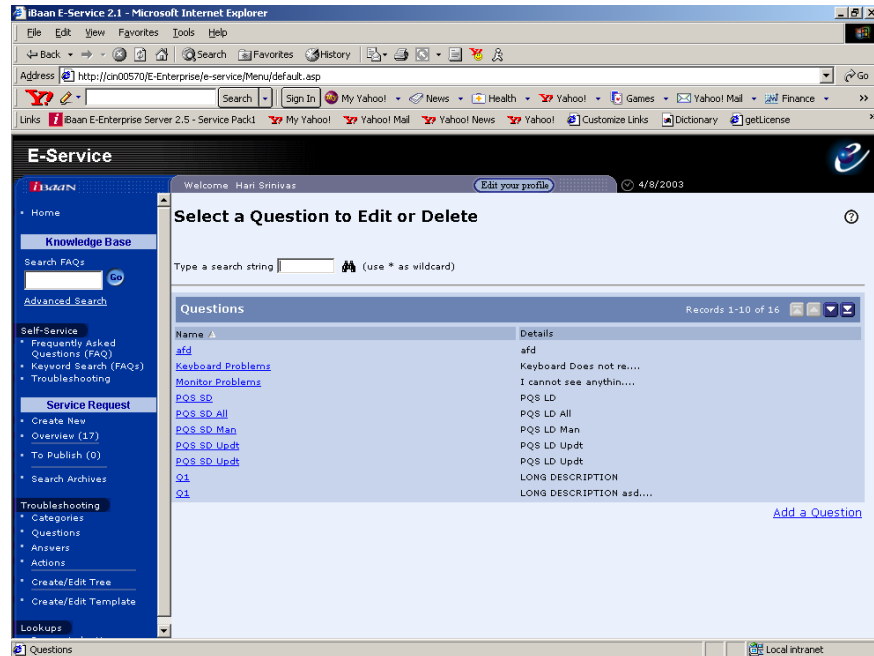 iBaan E-Service 2.1 - Microsoft Internet Explorer
File Edit View Favorites Tools Help
Back Search Favorites History
Address http://cin00570/E-Enterprise/e-service/Menu/default.asp Go
Y! Search Sign In My Yahoo! News Health Yahoo! Games Yahoo! Mail Finance »
Links iBaan E-Enterprise Server 2.5 - Service Pack1 My Yahoo! Yahoo! Mail Yahoo! News Yahoo! Customize Links Dictionary getLicense »
E-Service
iBaan Welcome Hari Srinivas Edit your profile 4/8/2003
Home
Knowledge Base
Search FAQs
Go
Advanced Search
Self-Service
Frequently Asked
Questions (FAQ)
Keyword Search (FAQs)
Troubleshooting
Service Request
Create New
Overview (17)
To Publish (0)
Search Archives
Troubleshooting
Categories
Questions
Answers
Actions
Create/Edit Tree
Create/Edit Template
Lookups
Select a Question to Edit or Delete ?
Type a search string (use * as wildcard)
Questions Records 1-10 of 16
Name Details
afd afd
Keyboard Problems Keyboard Does not re....
Monitor Problems I cannot see anythin....
PQS SD PQS LD
PQS SD All PQS LD All
PQS SD Man PQS LD Man
PQS SD Updt PQS LD Updt
PQS SD Updt PQS LD Updt
Q1 LONG DESCRIPTION
Q1 LONG DESCRIPTION asd....
Add a Question
Questions Local intranet